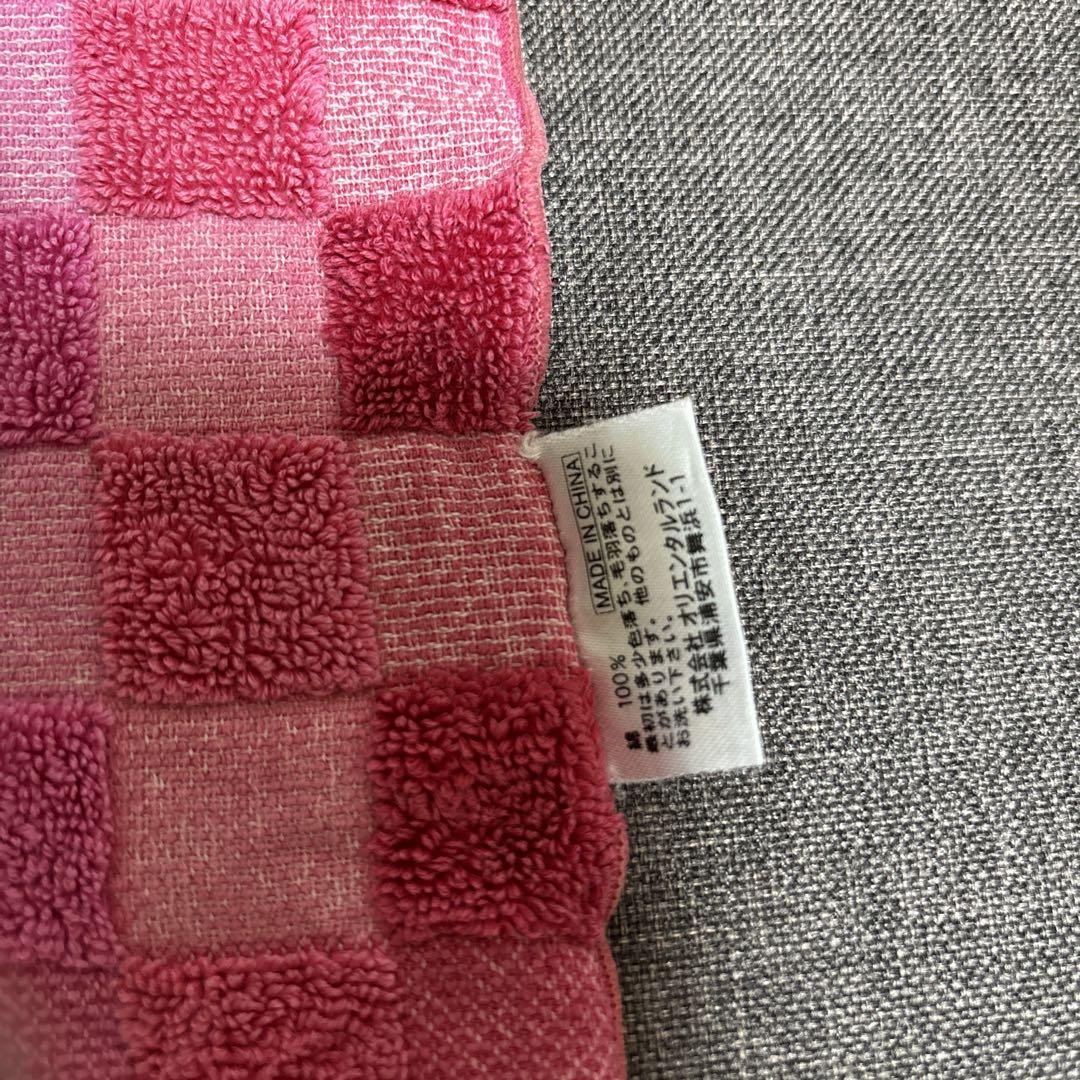 綿 100% MADE IN CHINA
最初は多少色落ち、毛羽落ちするこ
とがあります。他のものとは別に
お洗い下さい。
株式会社 オリエンタルランド
千葉県浦安市舞浜1-1